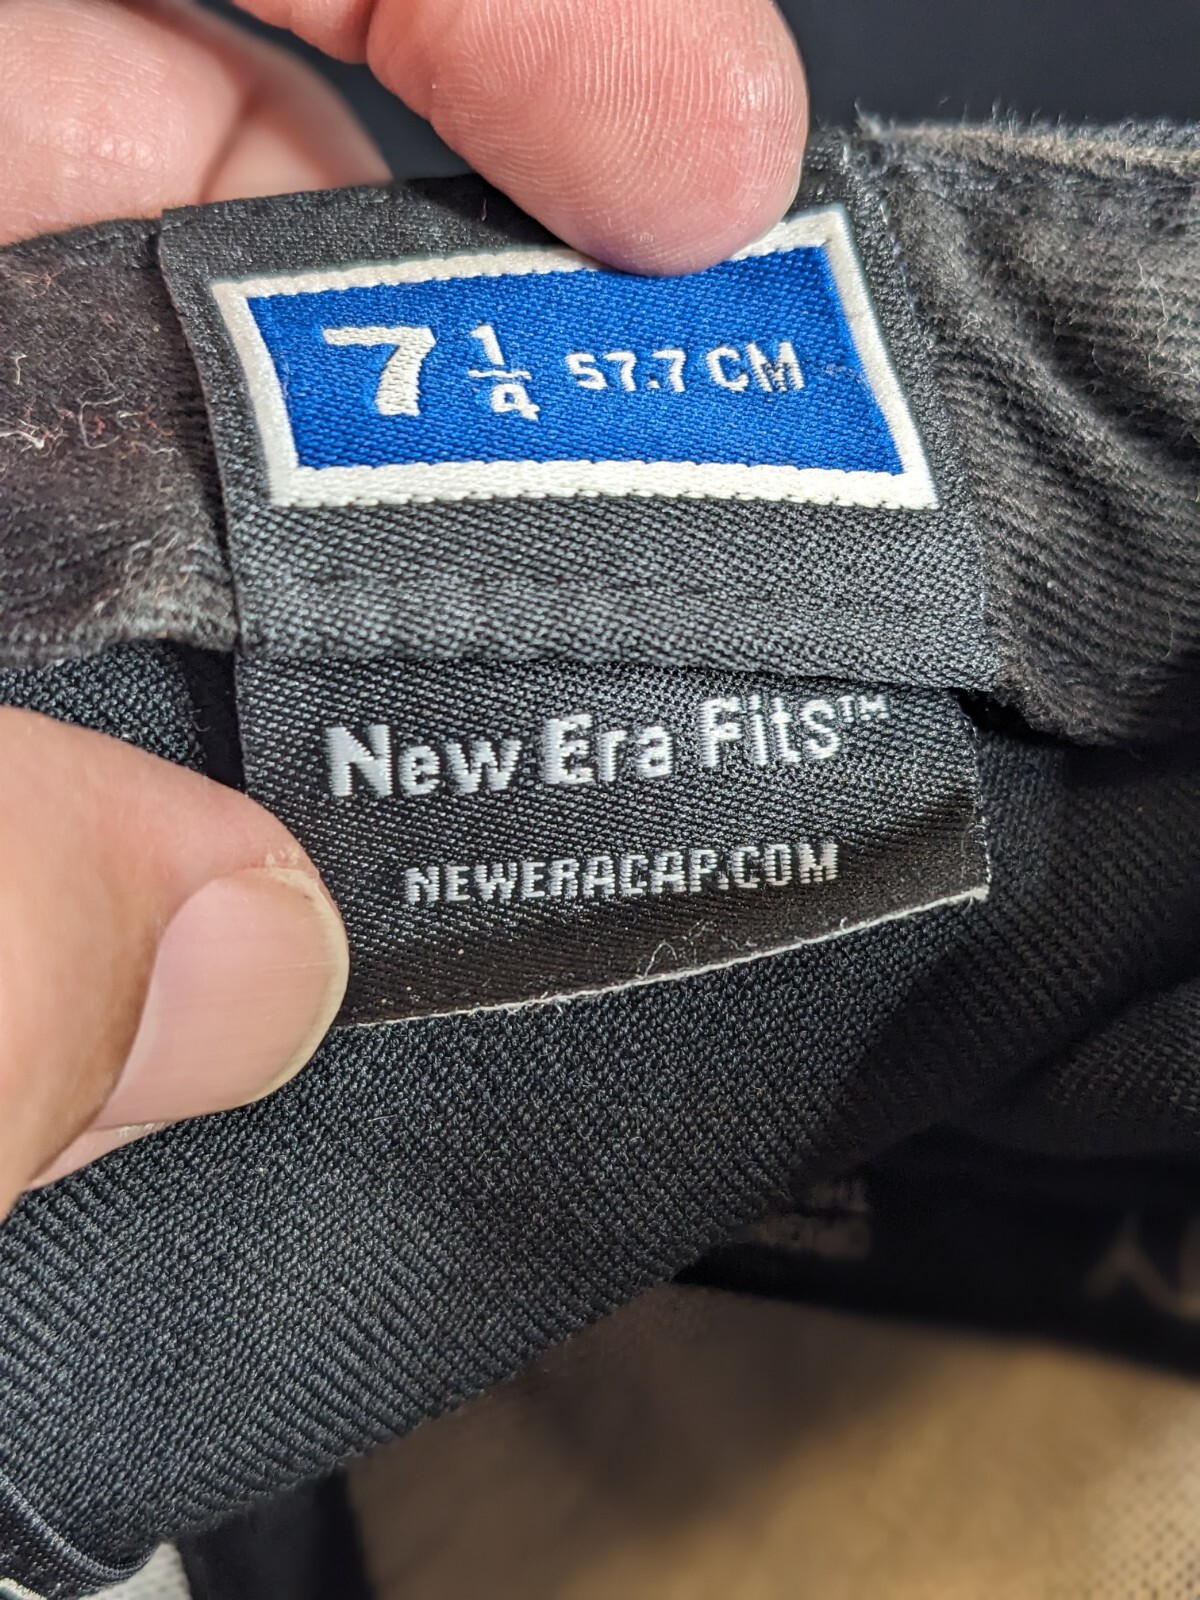 7 1/4 57.7 CM
New Era Fits™
NEWERACAP.COM